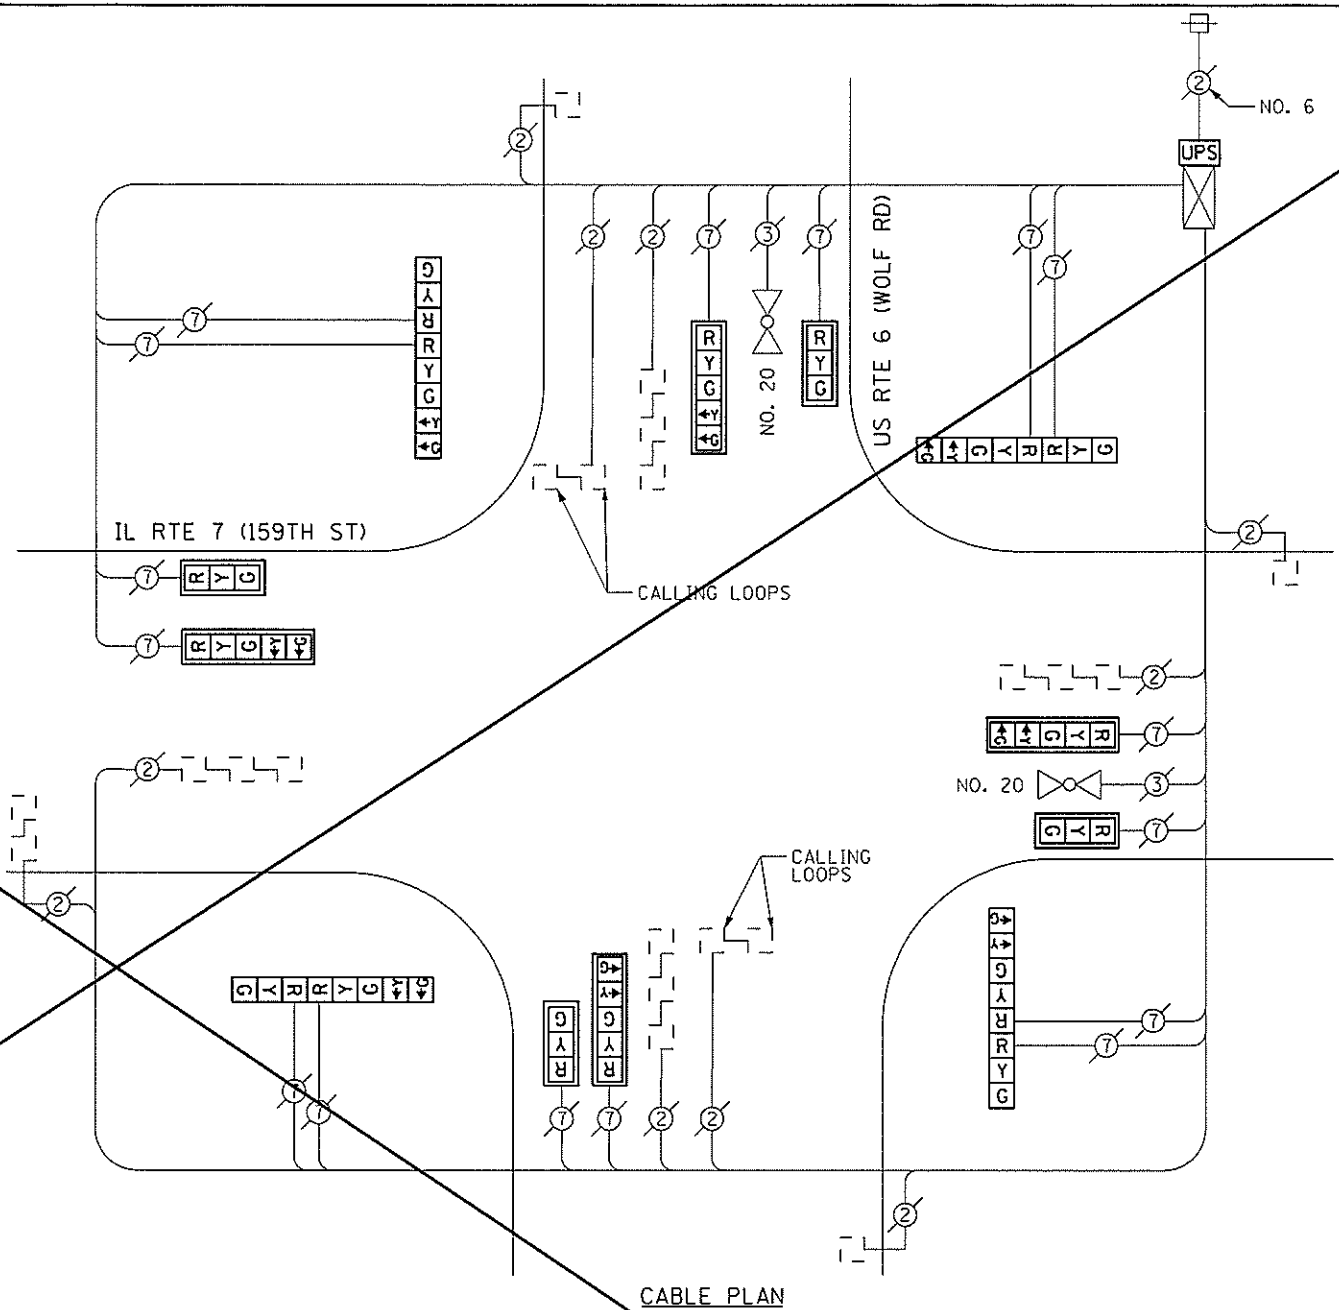 2
NO. 6
UPS
2
2
2
7
3
7
7
7
US RTE 6 (WOLF RD)
G
Y
R
R
Y
G
←Y
←G
7
7
R
Y
G
←Y
←G
NO. 20
R
Y
G
←G ←Y G Y R R Y G
IL RTE 7 (159TH ST)
2
7 R Y G
CALLING LOOPS
7 R Y G ←Y ←G
2
←G ←Y G Y R 7
2
NO. 20 3
G Y R 7
CALLING
LOOPS
2
G Y R R Y G ←Y ←G
7
7
G
Y
R
←G
←Y
G
Y
R
←G
←Y
G
Y
R
R
Y
G
7
7
7
7
2
2
2
CABLE PLAN